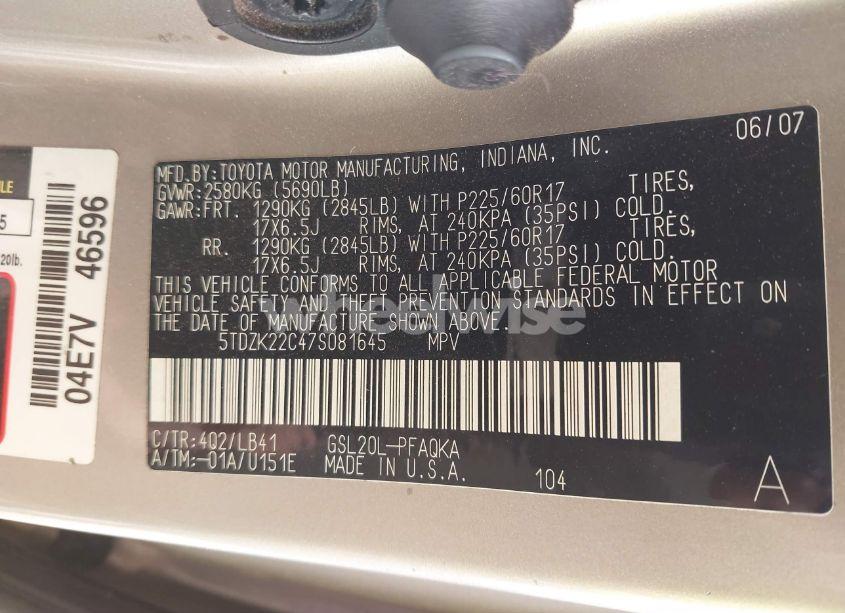 06/07
MFD.BY:TOYOTA MOTOR MANUFACTURING, INDIANA, INC.
GVWR:2580KG (5690LB)
GAWR:FRT. 1290KG (2845LB) WITH P225/60R17 TIRES,
17X6.5J RIMS, AT 240KPA (35PSI) COLD.
RR. 1290KG (2845LB) WITH P225/60R17 TIRES,
17X6.5J RIMS, AT 240KPA (35PSI) COLD.
THIS VEHICLE CONFORMS TO ALL APPLICABLE FEDERAL MOTOR
VEHICLE SAFETY AND THEFT PREVENTION STANDARDS IN EFFECT ON
THE DATE OF MANUFACTURE SHOWN ABOVE.
5TDZK22C47S081645 MPV
C/TR:4Q2/LB41 GSL20L-PFAQKA
A/TM:-01A/U151E MADE IN U.S.A.
104
A
04E7V 46596
5
20lb.
wheelwise